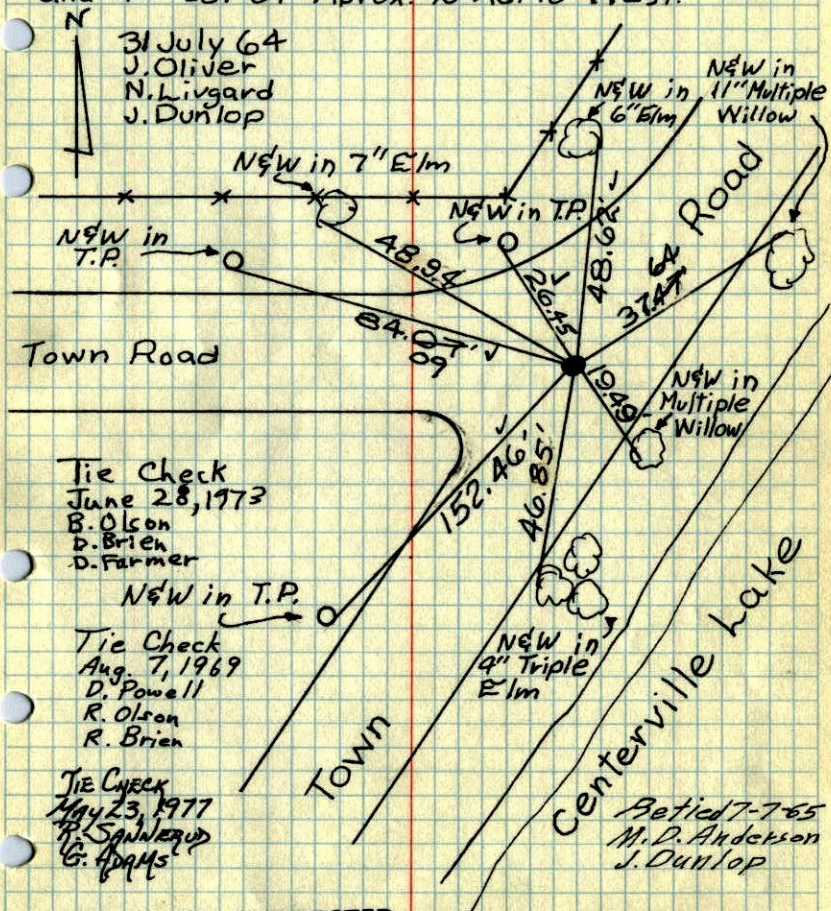 N
31 July 64
J. Oliver
N. Livgard
J. Dunlop
N&W in
6" Elm
N&W in
11" Multiple
Willow
N&W in 7" Elm
N&W in T.P.
N&W in
T.P.
48.94
26.45
48.62'
64
37.47'
Road
84.07'
09
Town Road
19.49
N&W in
Multiple
Willow
152.46'
46.85'
Tie Check
June 28, 1973
B. Olson
D. Brien
D. Farmer
N&W in T.P.
Tie Check
Aug. 7, 1969
D. Powell
R. Olson
R. Brien
N&W in
4" Triple
Elm
Town
Centerville Lake
TIE CHECK
May 23, 1977
R. SANNERUD
G. ADAMS
Retied 7-7-65
M.D. Anderson
J. Dunlop